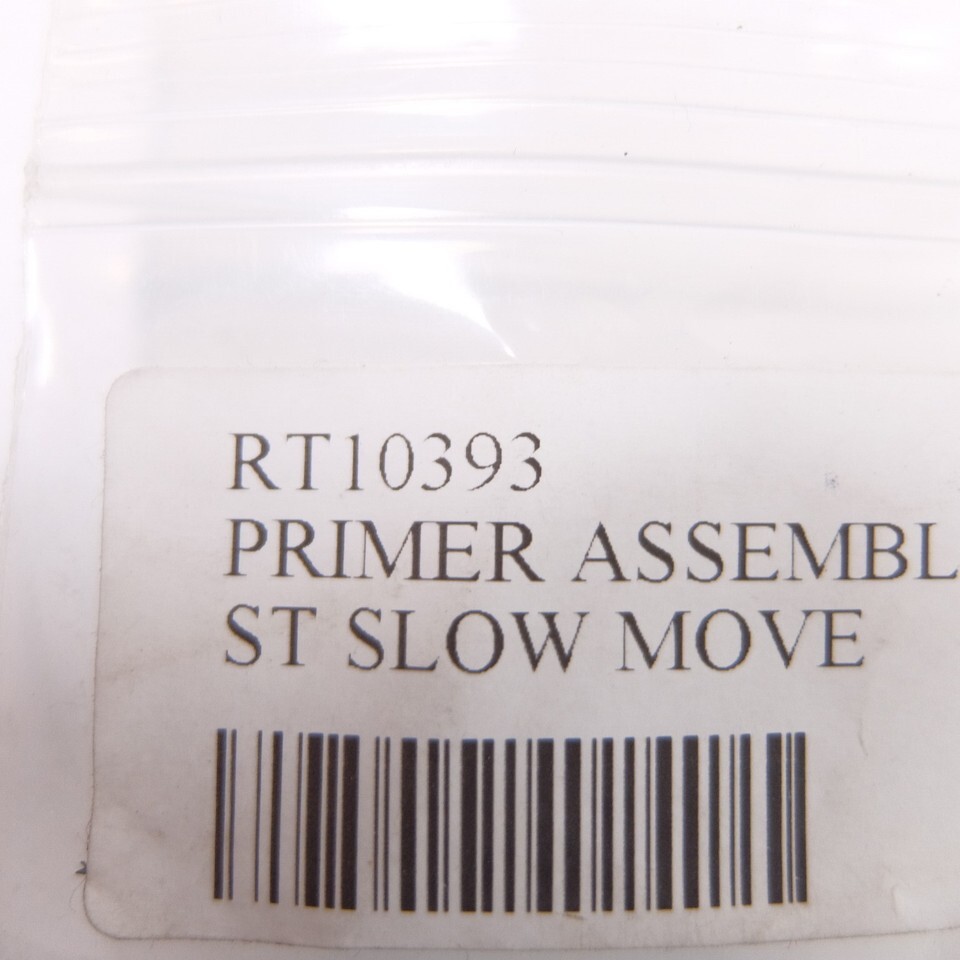 RT10393
PRIMER ASSEMBL
ST SLOW MOVE